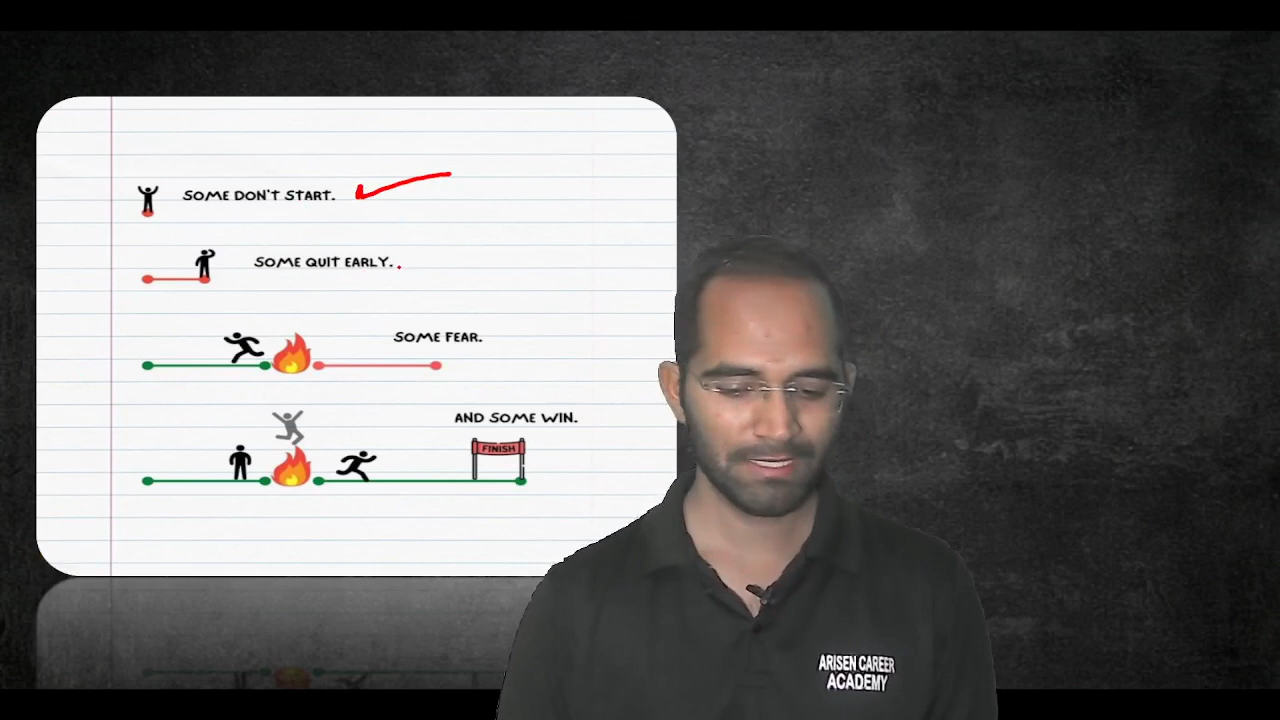 SOME DON'T START.
SOME QUIT EARLY.
SOME FEAR.
AND SOME WIN.
FINISH
ARISEN CAREER
ACADEMY